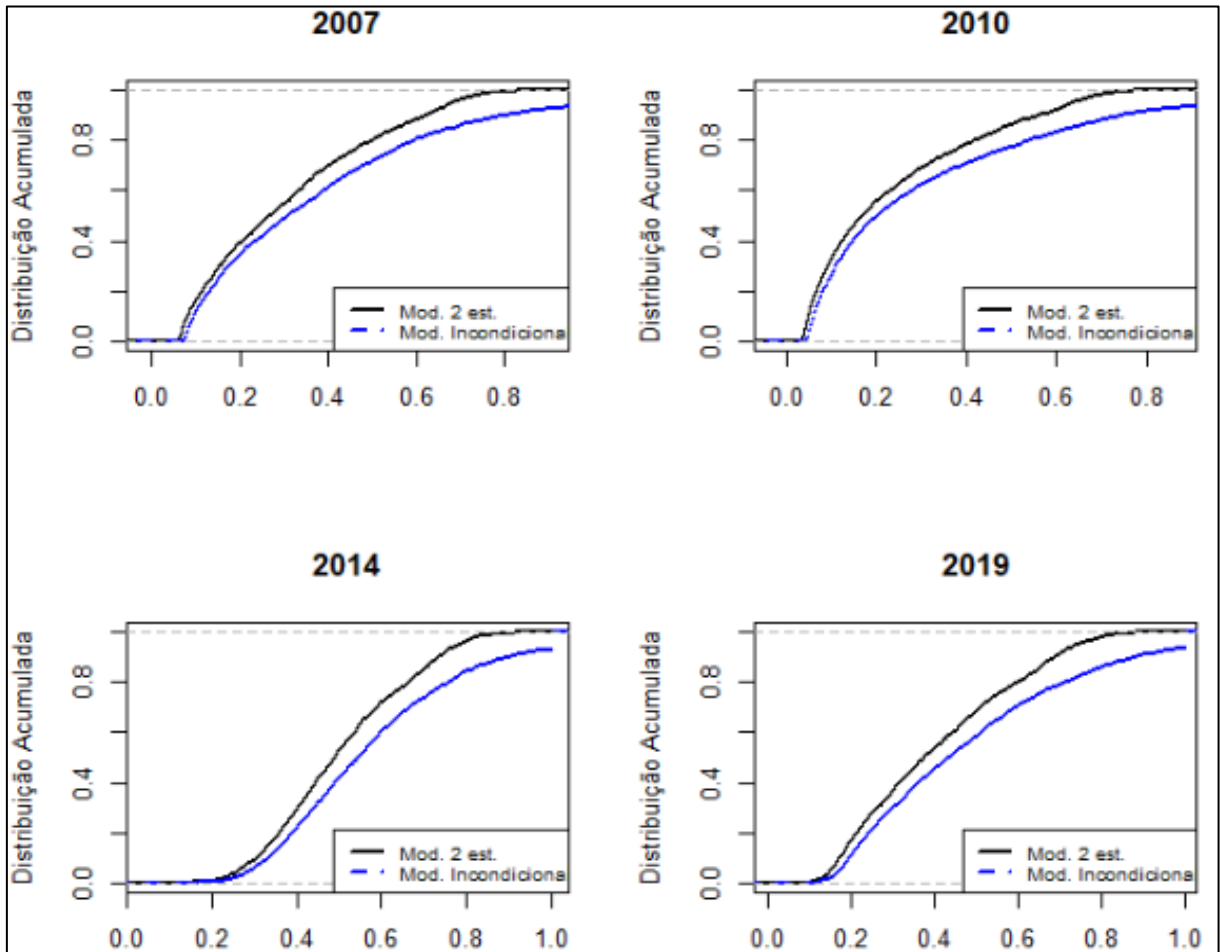 2007
Distribuição Acumulada
0.8
0.4
0.0
Mod. 2 est.
Mod. Incondiciona
0.0 0.2 0.4 0.6 0.8
2010
Distribuição Acumulada
0.8
0.4
0.0
Mod. 2 est.
Mod. Incondiciona
0.0 0.2 0.4 0.6 0.8
2014
Distribuição Acumulada
0.8
0.4
0.0
Mod. 2 est.
Mod. Incondiciona
0.0 0.2 0.4 0.6 0.8 1.0
2019
Distribuição Acumulada
0.8
0.4
0.0
Mod. 2 est.
Mod. Incondiciona
0.0 0.2 0.4 0.6 0.8 1.0